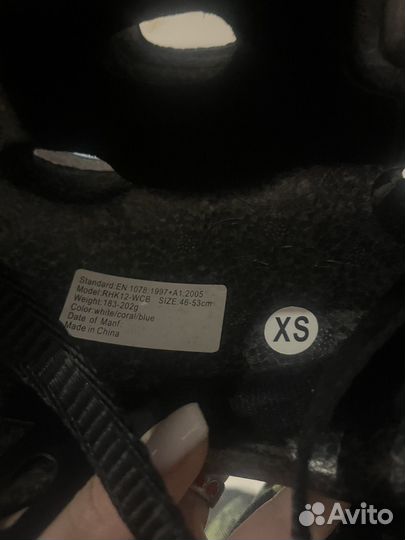 Standard:EN 1078:1997+A1:2005
Model:RHK12-WCB SIZE:46-53cm
Weight:183-202g
Color:white/coral/blue
Date of Manf:
Made in China
XS
Avito